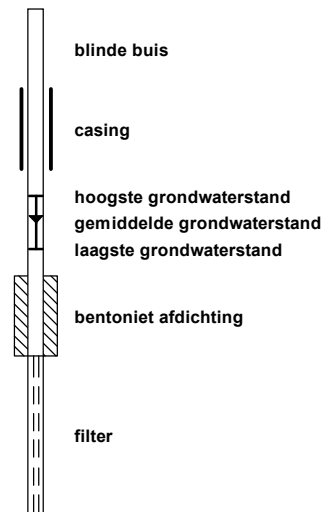 blinde buis
casing
hoogste grondwaterstand
gemiddelde grondwaterstand
laagste grondwaterstand
bentoniet afdichting
filter